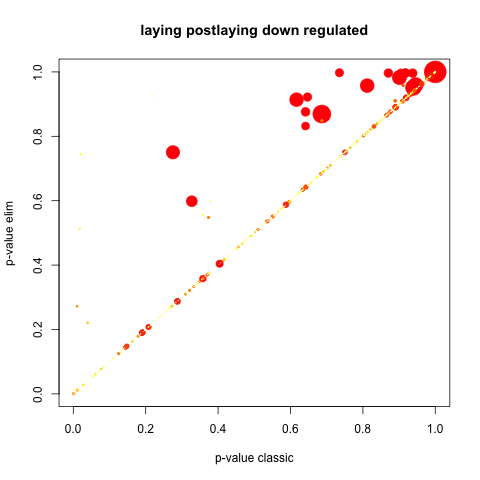 laying postlaying down regulated
p-value elim
1.0
0.8
0.6
0.4
0.2
0.0
0.0 0.2 0.4 0.6 0.8 1.0
p-value classic